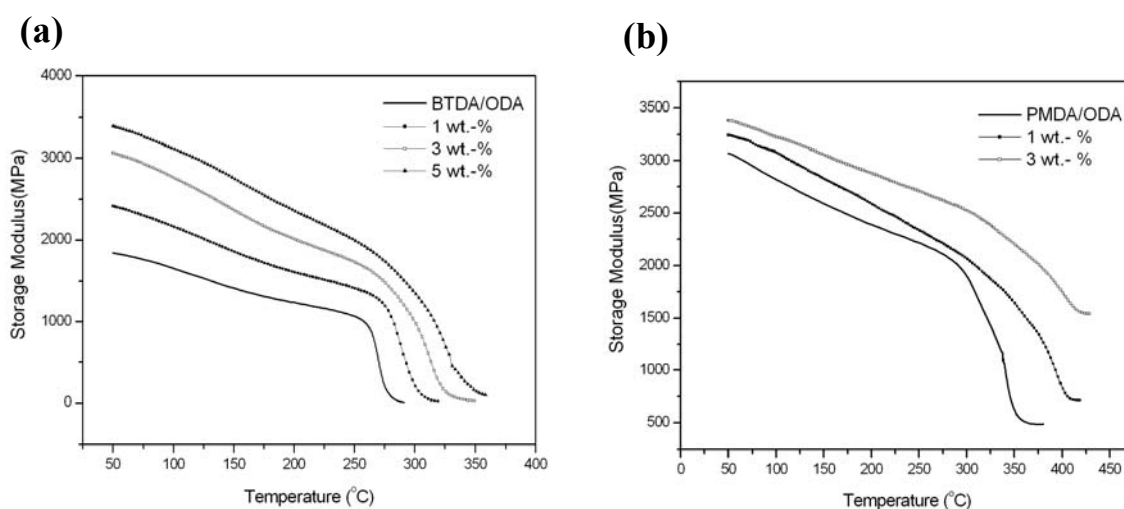 (a)
4000
3000
2000
1000
0
Storage Modulus(MPa)
BTDA/ODA
1 wt.-%
3 wt.-%
5 wt.-%
50 100 150 200 250 300 350 400
Temperature (°C)
(b)
3500
3000
2500
2000
1500
1000
500
Storage Modulus(MPa)
PMDA/ODA
1 wt.- %
3 wt.- %
0 50 100 150 200 250 300 350 400 450
Temperature (°C)